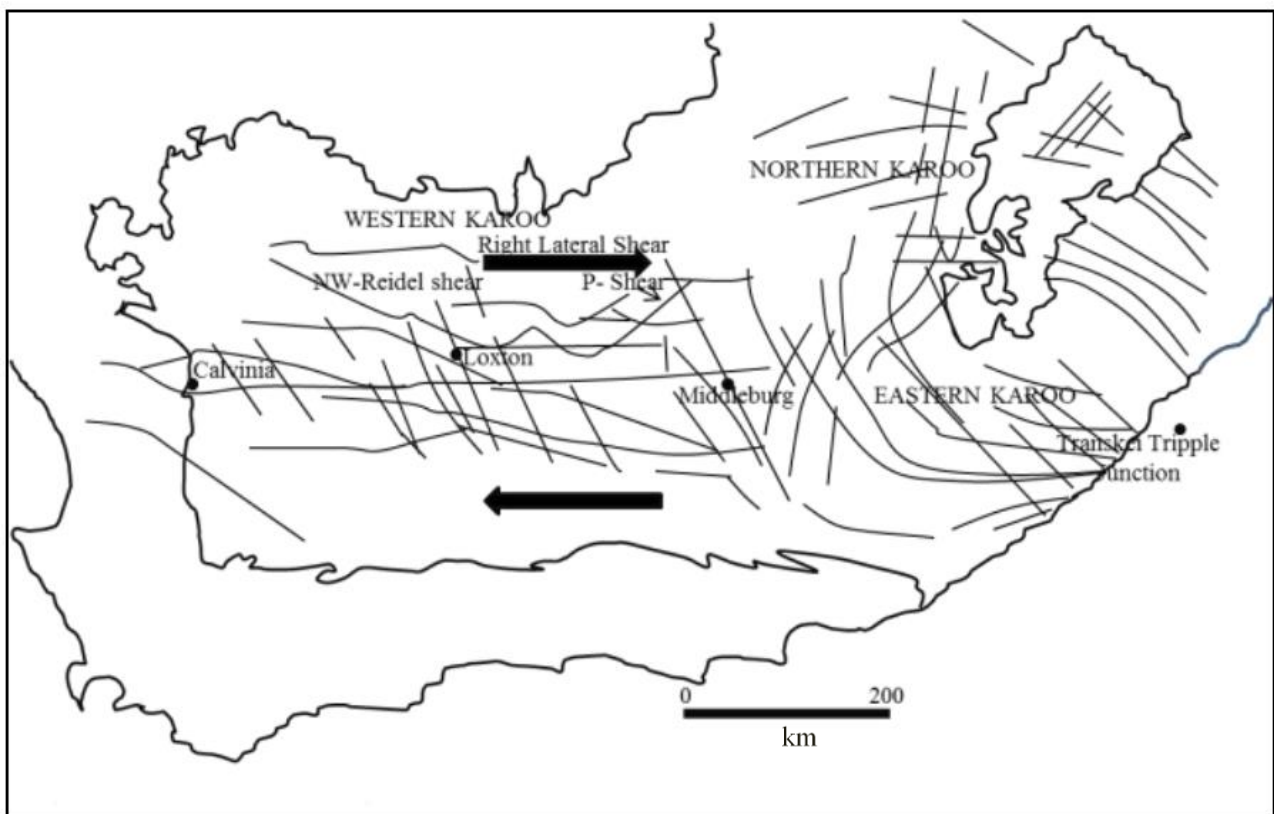 NORTHERN KAROO
WESTERN KAROO
Right Lateral Shear
NW-Reidel shear
P- Shear
Loxton
Calvinia
Middleburg
EASTERN KAROO
Transkei Tripple
Junction
0 200
km